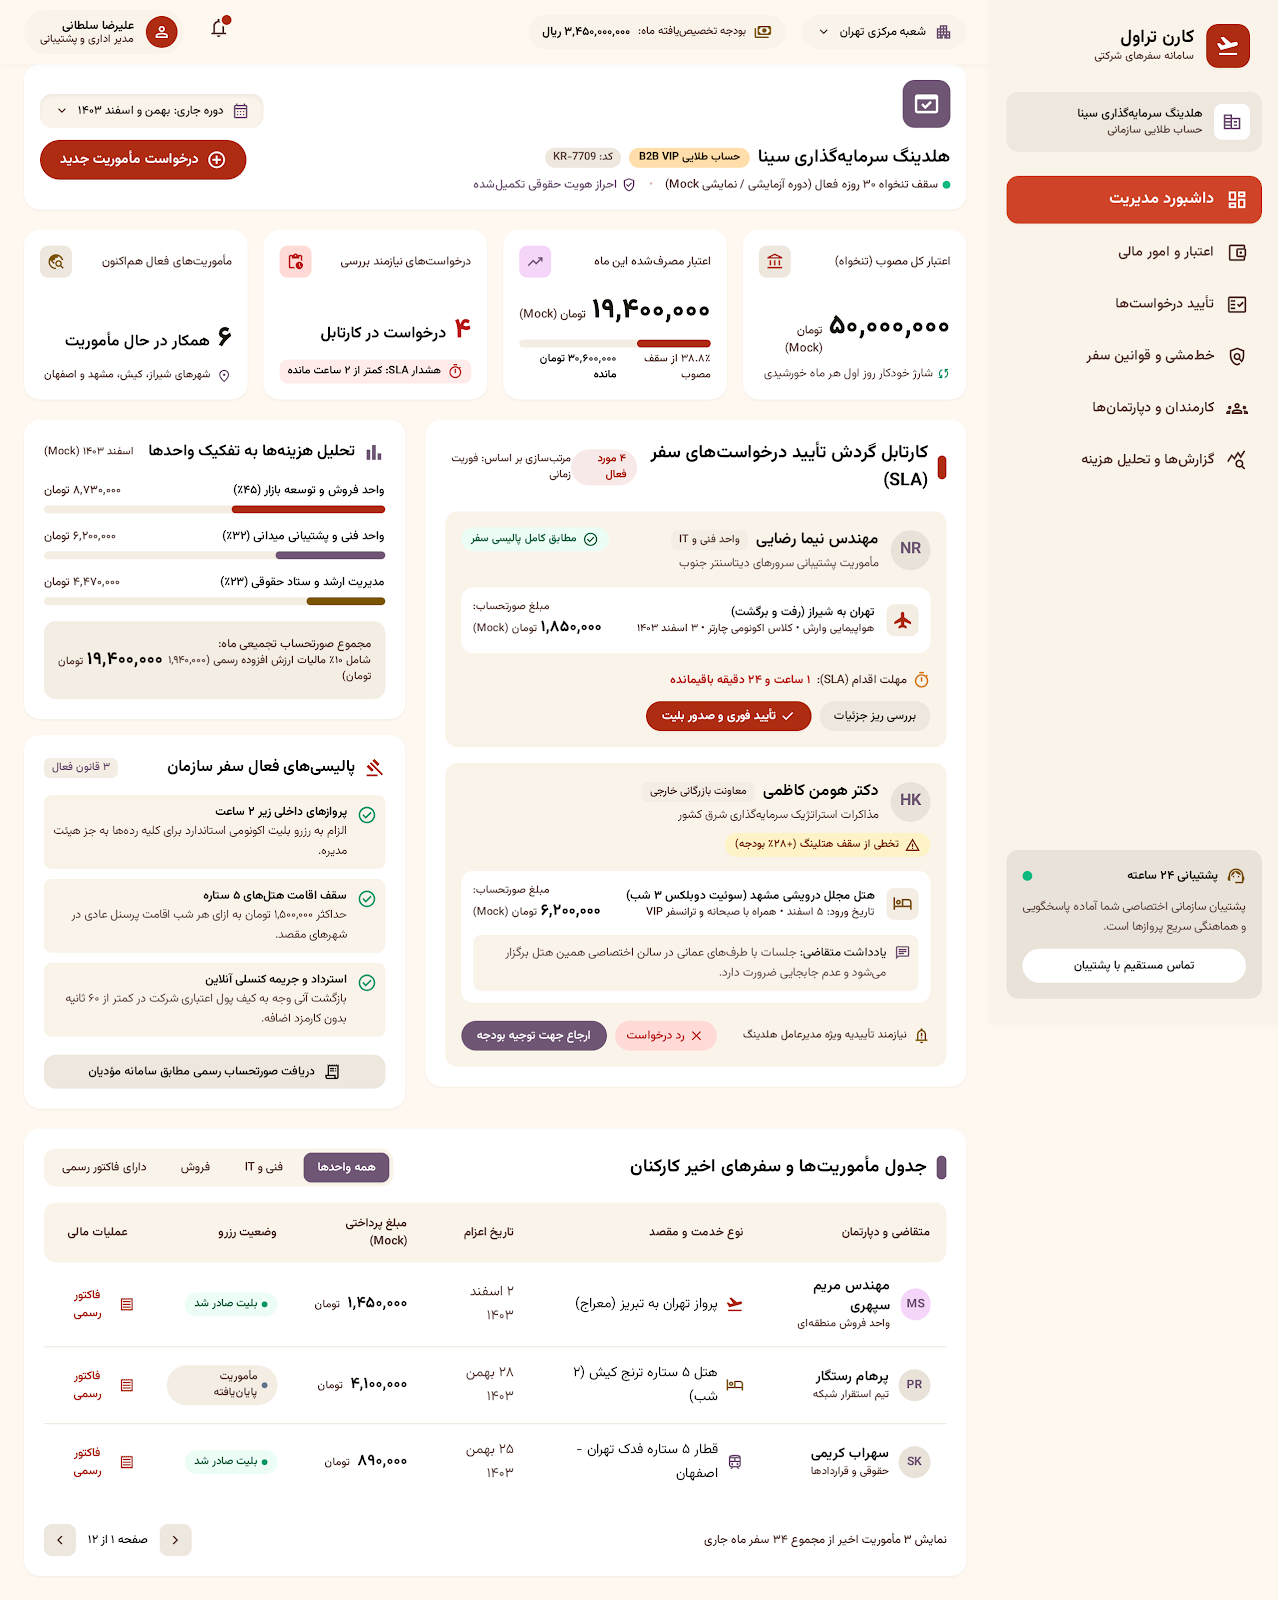 کارن تراول
سامانه سفرهای شرکتی
هلدینگ سرمایه‌گذاری سینا
حساب طلایی سازمانی
داشبورد مدیریت
اعتبار و امور مالی
تأیید درخواست‌ها
خط‌مشی و قوانین سفر
کارمندان و دپارتمان‌ها
گزارش‌ها و تحلیل هزینه
پشتیبانی ۲۴ ساعته
پشتیبان سازمانی اختصاصی شما آماده پاسخگویی
و هماهنگی سریع پروازها است.
تماس مستقیم با پشتیبان
شعبه مرکزی تهران
بودجه تخصیص‌یافته ماه: ۳,۴۵۰,۰۰۰,۰۰۰ ریال
علیرضا سلطانی
مدیر اداری و پشتیبانی
هلدینگ سرمایه‌گذاری سینا
حساب طلایی B2B VIP
کد: KR-7709
سقف تنخواه ۳۰ روزه فعال (دوره آزمایشی / نمایشی Mock)
•
احراز هویت حقوقی تکمیل‌شده
دوره جاری: بهمن و اسفند ۱۴۰۳
درخواست مأموریت جدید
اعتبار کل مصوب (تنخواه)
۵۰,۰۰۰,۰۰۰ تومان
(Mock)
شارژ خودکار روز اول هر ماه خورشیدی
اعتبار مصرف‌شده این ماه
۱۹,۴۰۰,۰۰۰ تومان (Mock)
۳۸.۸٪ از سقف
مصوب
۳۰,۶۰۰,۰۰۰ تومان
مانده
درخواست‌های نیازمند بررسی
۴ درخواست در کارتابل
هشدار SLA: کمتر از ۲ ساعت مانده
مأموریت‌های فعال هم‌اکنون
۶ همکار در حال مأموریت
شهرهای شیراز، کیش، مشهد و اصفهان
کارتابل گردش تأیید درخواست‌های سفر
(SLA)
۴ مورد
فعال
مرتب‌سازی بر اساس: فوریت
زمانی
NR
مهندس نیما رضایی
واحد فنی و IT
مأموریت پشتیبانی سرورهای دیتاسنتر جنوب
مطابق کامل پالیسی سفر
تهران به شیراز (رفت و برگشت)
هواپیمایی وارش • کلاس اکونومی چارتر • ۳ اسفند ۱۴۰۳
مبلغ صورتحساب:
۱,۸۵۰,۰۰۰ تومان (Mock)
مهلت اقدام (SLA): ۱ ساعت و ۲۴ دقیقه باقیمانده
بررسی ریز جزئیات
تأیید فوری و صدور بلیت
HK
دکتر هومن کاظمی
معاونت بازرگانی خارجی
مذاکرات استراتژیک سرمایه‌گذاری شرق کشور
تخطی از سقف هتلینگ (+۲۸٪ بودجه)
هتل مجلل درویشی مشهد (سوئیت دوبلکس ۳ شب)
تاریخ ورود: ۵ اسفند • همراه با صبحانه و ترانسفر VIP
مبلغ صورتحساب:
۶,۲۰۰,۰۰۰ تومان (Mock)
یادداشت متقاضی: جلسات با طرف‌های عمانی در سالن اختصاصی همین هتل برگزار
می‌شود و عدم جابجایی ضرورت دارد.
نیازمند تأییدیه ویژه مدیرعامل هلدینگ
رد درخواست
ارجاع جهت توجیه بودجه
تحلیل هزینه‌ها به تفکیک واحدها
اسفند ۱۴۰۳ (Mock)
واحد فروش و توسعه بازار (۴۵٪)
۸,۷۳۰,۰۰۰ تومان
واحد فنی و پشتیبانی میدانی (۳۲٪)
۶,۲۰۰,۰۰۰ تومان
مدیریت ارشد و ستاد حقوقی (۲۳٪)
۴,۴۷۰,۰۰۰ تومان
مجموع صورتحساب تجمیعی ماه:
شامل ۱۰٪ مالیات ارزش افزوده رسمی (۱,۹۴۰,۰۰۰
تومان)
۱۹,۴۰۰,۰۰۰ تومان
پالیسی‌های فعال سفر سازمان
۳ قانون فعال
پروازهای داخلی زیر ۲ ساعت
الزام به رزرو بلیت اکونومی استاندارد برای کلیه رده‌ها به جز هیئت
مدیره.
سقف اقامت هتل‌های ۵ ستاره
حداکثر ۱,۵۰۰,۰۰۰ تومان به ازای هر شب اقامت پرسنل عادی در
شهرهای مقصد.
استرداد و جریمه کنسلی آنلاین
بازگشت آنی وجه به کیف پول اعتباری شرکت در کمتر از ۶۰ ثانیه
بدون کارمزد اضافه.
دریافت صورتحساب رسمی مطابق سامانه مؤدیان
جدول مأموریت‌ها و سفرهای اخیر کارکنان
همه واحدها
فنی و IT
فروش
دارای فاکتور رسمی
متقاضی و دپارتمان
نوع خدمت و مقصد
تاریخ اعزام
مبلغ پرداختی
(Mock)
وضعیت رزرو
عملیات مالی
MS
مهندس مریم
سپهری
واحد فروش منطقه‌ای
پرواز تهران به تبریز (معراج)
۲ اسفند
۱۴۰۳
۱,۴۵۰,۰۰۰ تومان
بلیت صادر شد
فاکتور
رسمی
PR
پرهام رستگار
تیم استقرار شبکه
هتل ۵ ستاره ترنج کیش (۲
شب)
۲۸ بهمن
۱۴۰۳
۴,۱۰۰,۰۰۰ تومان
مأموریت
پایان‌یافته
فاکتور
رسمی
SK
سهراب کریمی
حقوقی و قراردادها
قطار ۵ ستاره فدک تهران -
اصفهان
۲۵ بهمن
۱۴۰۳
۸۹۰,۰۰۰ تومان
بلیت صادر شد
فاکتور
رسمی
نمایش ۳ مأموریت اخیر از مجموع ۳۴ سفر ماه جاری
صفحه ۱ از ۱۲